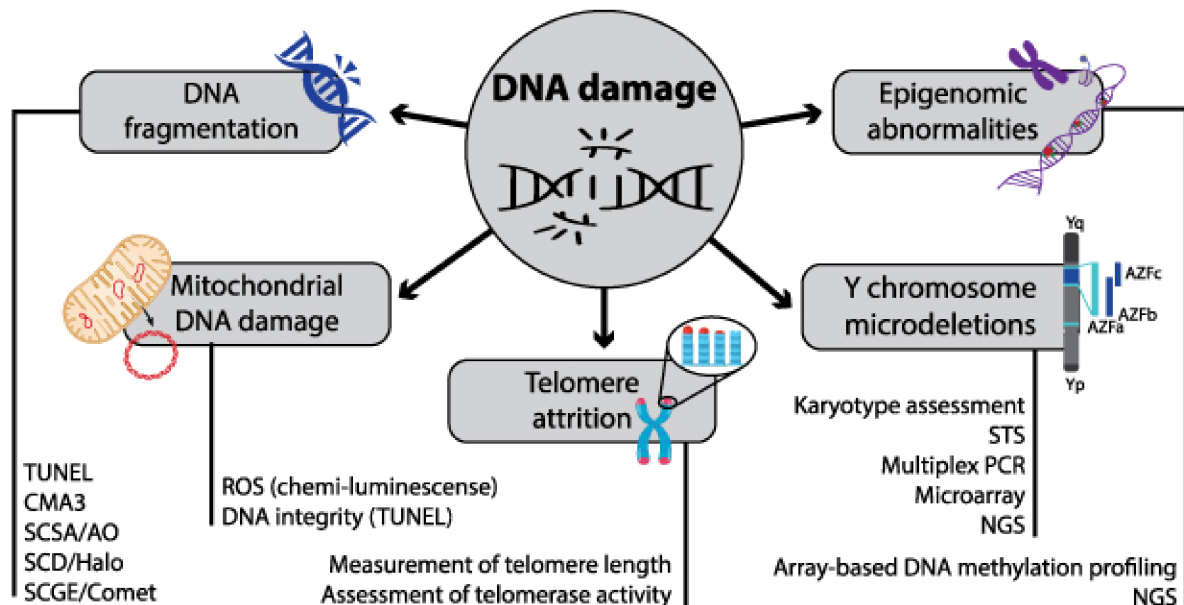 DNA damage
DNA
fragmentation
TUNEL
CMA3
SCSA/AO
SCD/Halo
SCGE/Comet
Mitochondrial
DNA damage
ROS (chemi-luminescense)
DNA integrity (TUNEL)
Telomere
attrition
Measurement of telomere length
Assessment of telomerase activity
Y chromosome
microdeletions
Yq
AZFc
AZFb
AZFa
Yp
Karyotype assessment
STS
Multiplex PCR
Microarray
NGS
Epigenomic
abnormalities
Array-based DNA methylation profiling
NGS